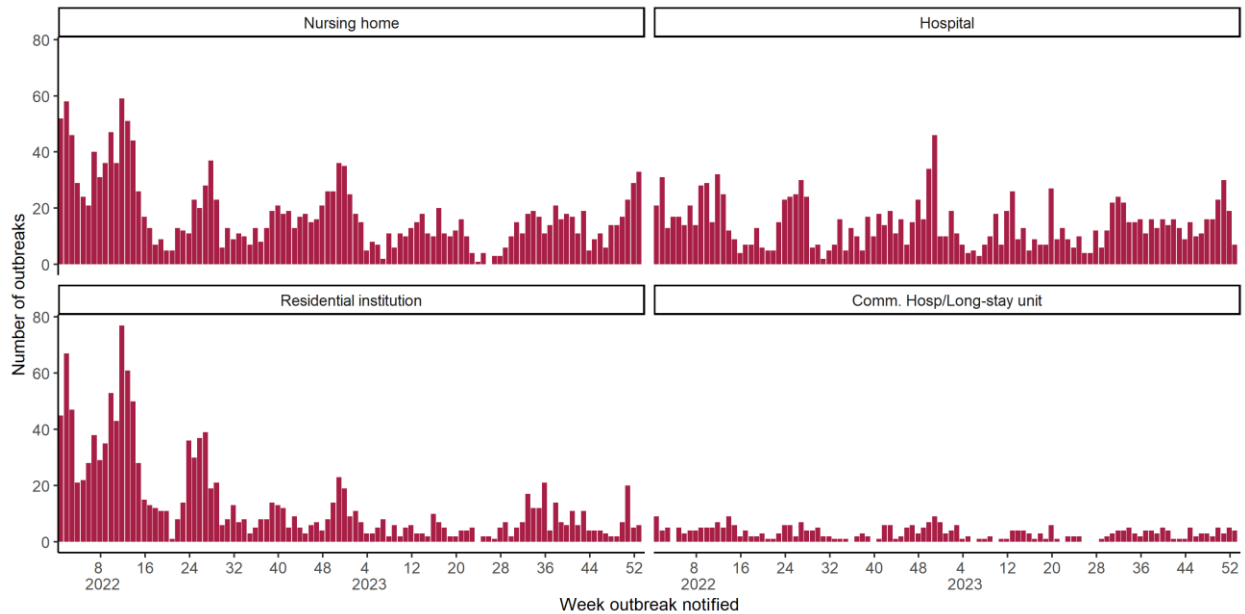 Nursing home
Hospital
80
60
40
20
0
Residential institution
Comm. Hosp/Long-stay unit
80
60
40
20
0
Number of outbreaks
8 16 24 32 40 48 4 12 20 28 36 44 52
2022 2023
8 16 24 32 40 48 4 12 20 28 36 44 52
2022 2023
Week outbreak notified